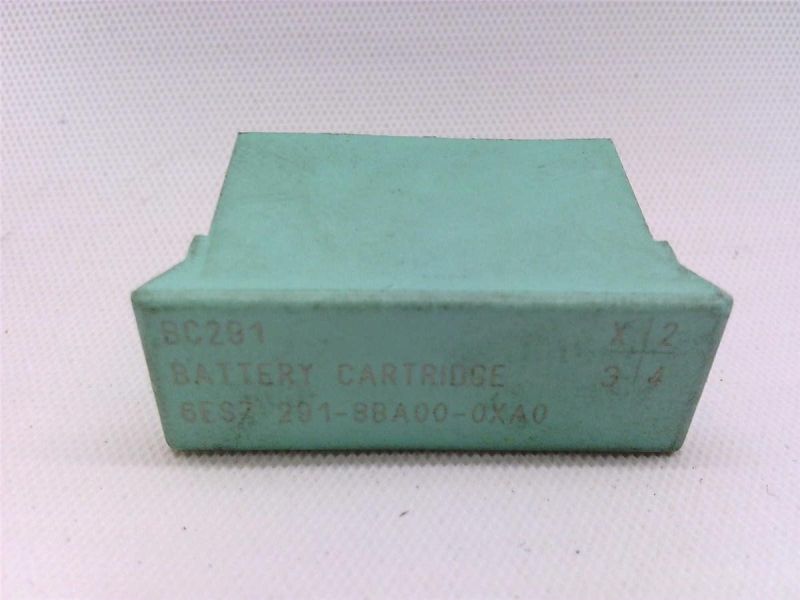 BC291 X 2
BATTERY CARTRIDGE 3 4
6ES7 291-8BA00-0XA0